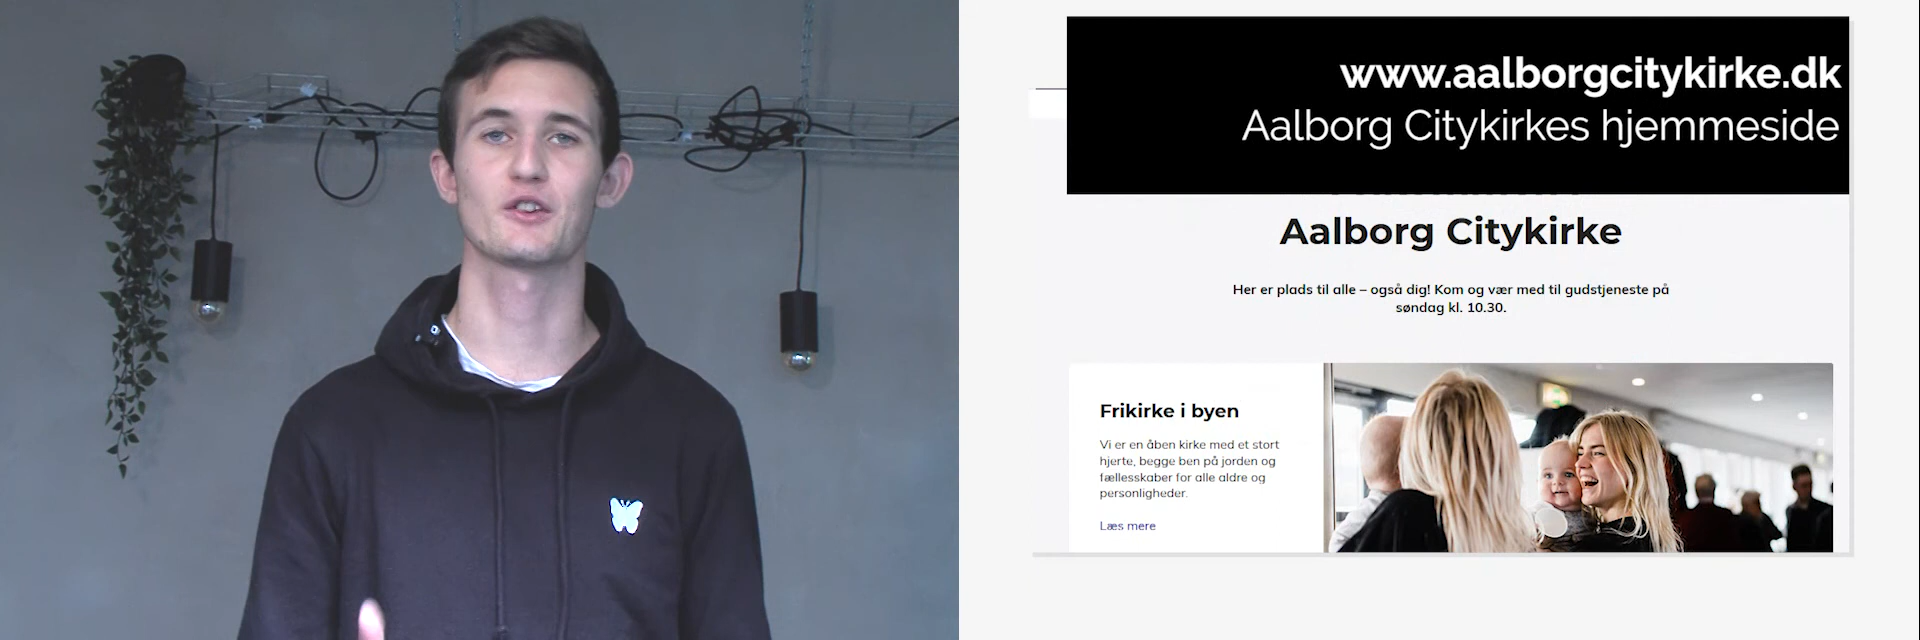 www.aalborgcitykirke.dk
Aalborg Citykirkes hjemmeside
Aalborg Citykirke
Her er plads til alle – også dig! Kom og vær med til gudstjeneste på
søndag kl. 10.30.
Frikirke i byen
Vi er en åben kirke med et stort
hjerte, begge ben på jorden og
fællesskaber for alle aldre og
personligheder.
Læs mere